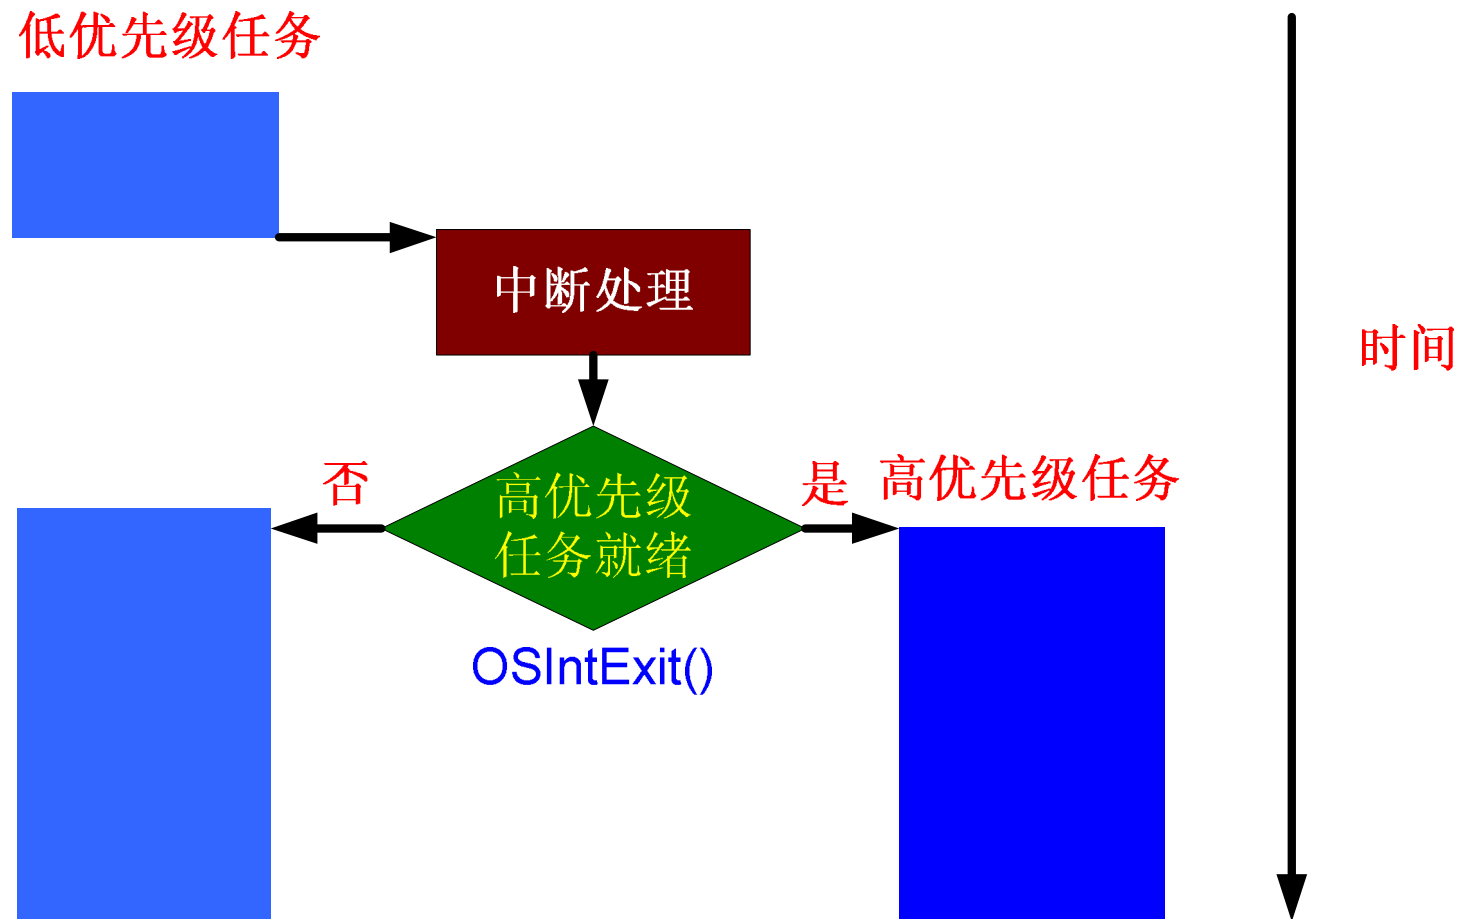 低优先级任务
中断处理
时间
否
是
高优先级任务
高优先级
任务就绪
OSIntExit()